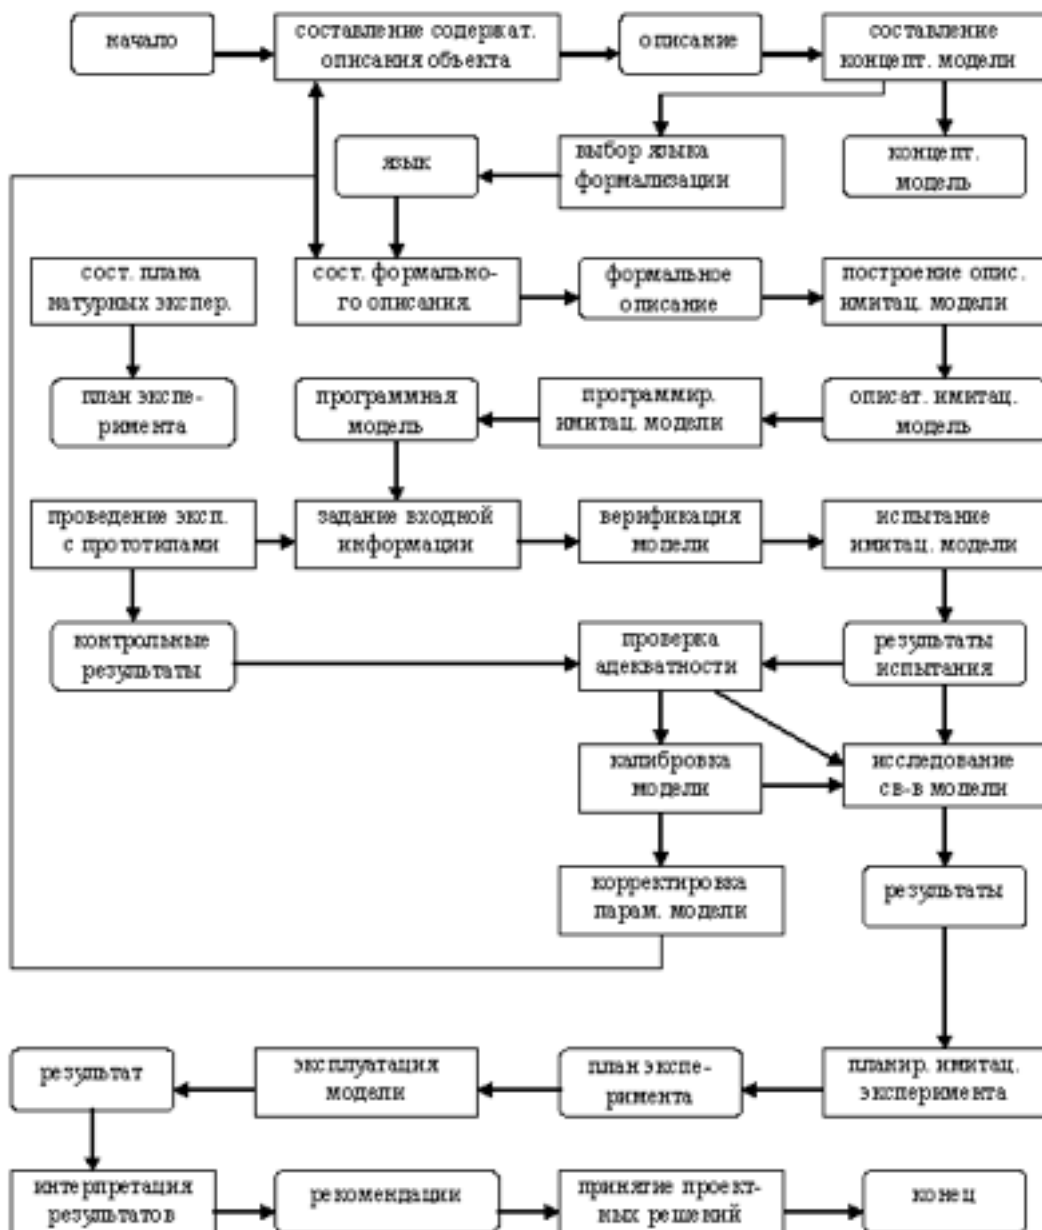 начало
составление содержат.
описания объекта
описание
составление
концепт. модели
язык
выбор языка
формализации
концепт.
модель
сост. плана
натурных экспер.
сост. формально-
го описания
формальное
описание
построение опис.
имитац. модели
план экспе-
римента
программная
модель
программир.
имитац. модели
описат. имитац.
модель
проведение эксп.
с прототипами
задание входной
информации
верификация
модели
испытание
имитац. модели
контрольные
результаты
проверка
адекватности
результаты
испытания
калибровка
модели
исследование
св-в модели
корректировка
парам. модели
результаты
результат
эксплуатация
модели
план экспе-
римента
планир. имитац.
эксперимента
интерпретация
результатов
рекомендации
принятие проект-
ных решений
конец